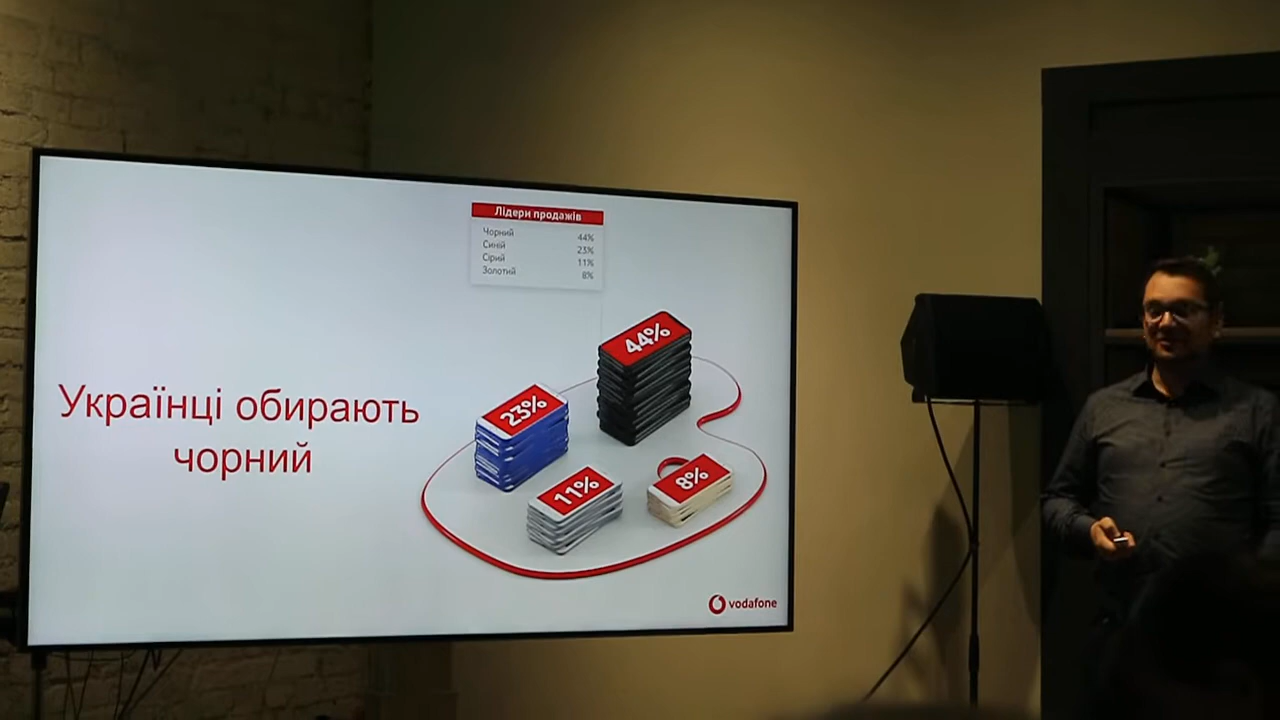 Лідери продажів
Чорний 44%
Синій 23%
Сірий 11%
Золотий 8%
Українці обирають
чорний
44%
23%
11%
8%
vodafone